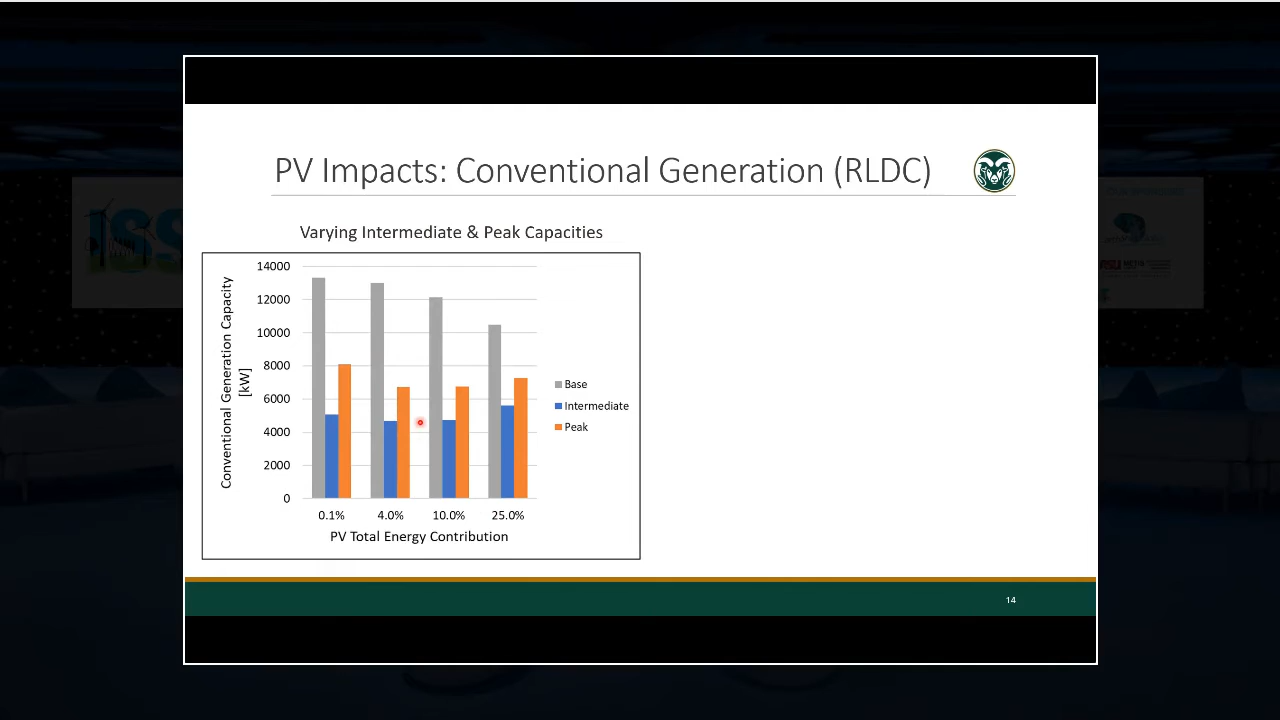 PV Impacts: Conventional Generation (RLDC)
Varying Intermediate & Peak Capacities
Conventional Generation Capacity
[kW]
14000
12000
10000
8000
6000
4000
2000
0
0.1% 4.0% 10.0% 25.0%
PV Total Energy Contribution
Base
Intermediate
Peak
14